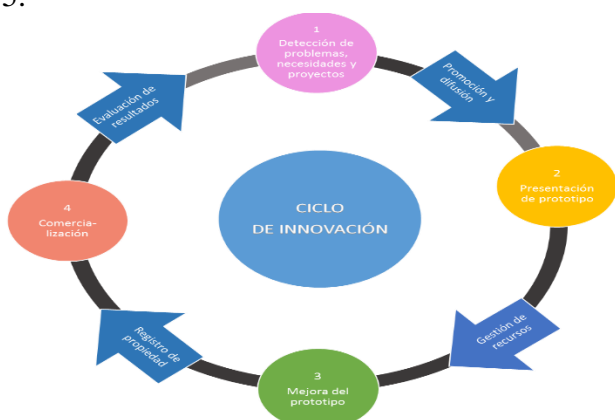 5.
1
Detección de
problemas,
necesidades y
proyectos
Promoción y
difusión
2
Presentación
de prototipo
Gestión de
recursos
3
Mejora del
prototipo
Registro de
propiedad
4
Comercia-
lización
Evaluación de
resultados
CICLO
DE INNOVACIÓN